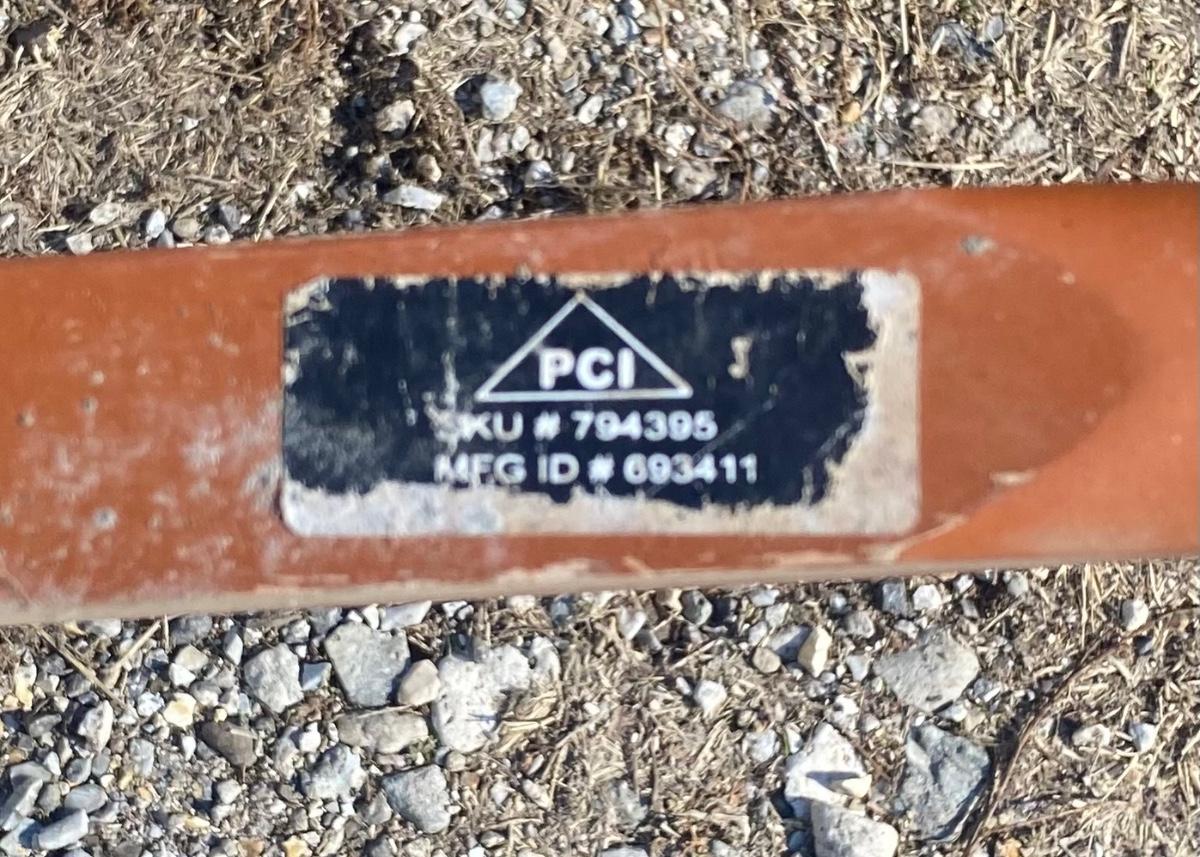 PCI
SKU # 794395
MFG ID # 693411